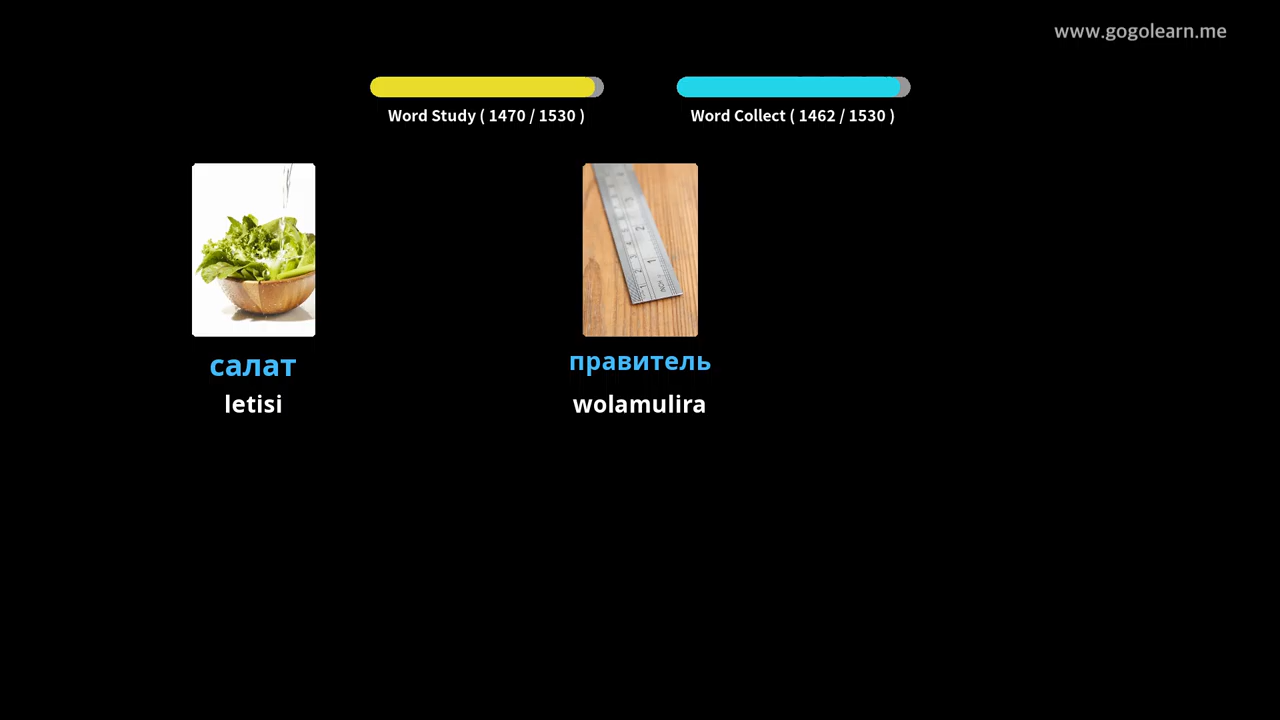 www.gogolearn.me
Word Study ( 1470 / 1530 )
Word Collect ( 1462 / 1530 )
салат
letisi
правитель
wolamulira